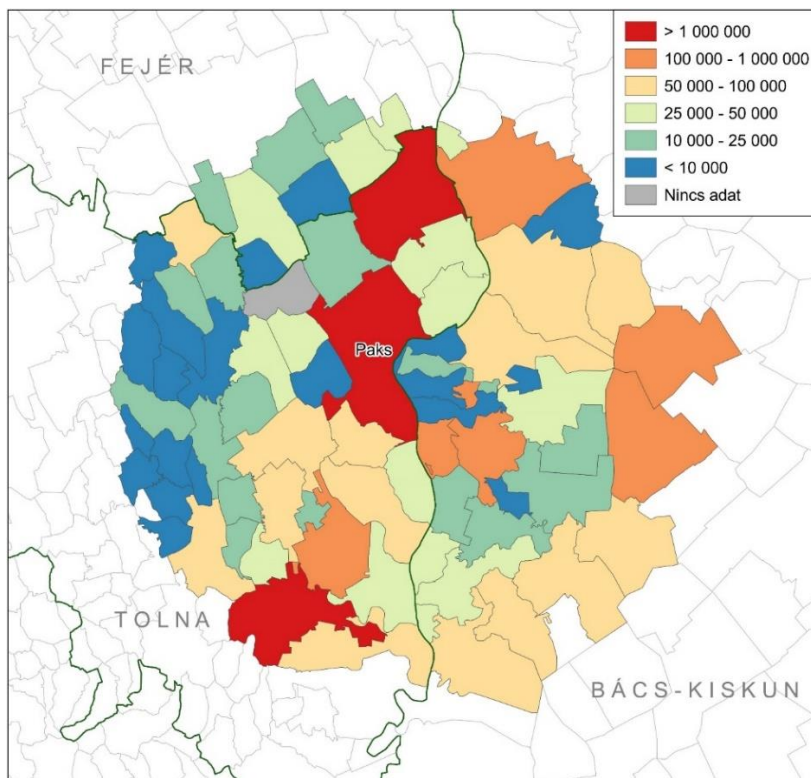 > 1 000 000
100 000 - 1 000 000
50 000 - 100 000
25 000 - 50 000
10 000 - 25 000
< 10 000
Nincs adat
FEJÉR
Paks
TOLNA
BÁCS-KISKUN